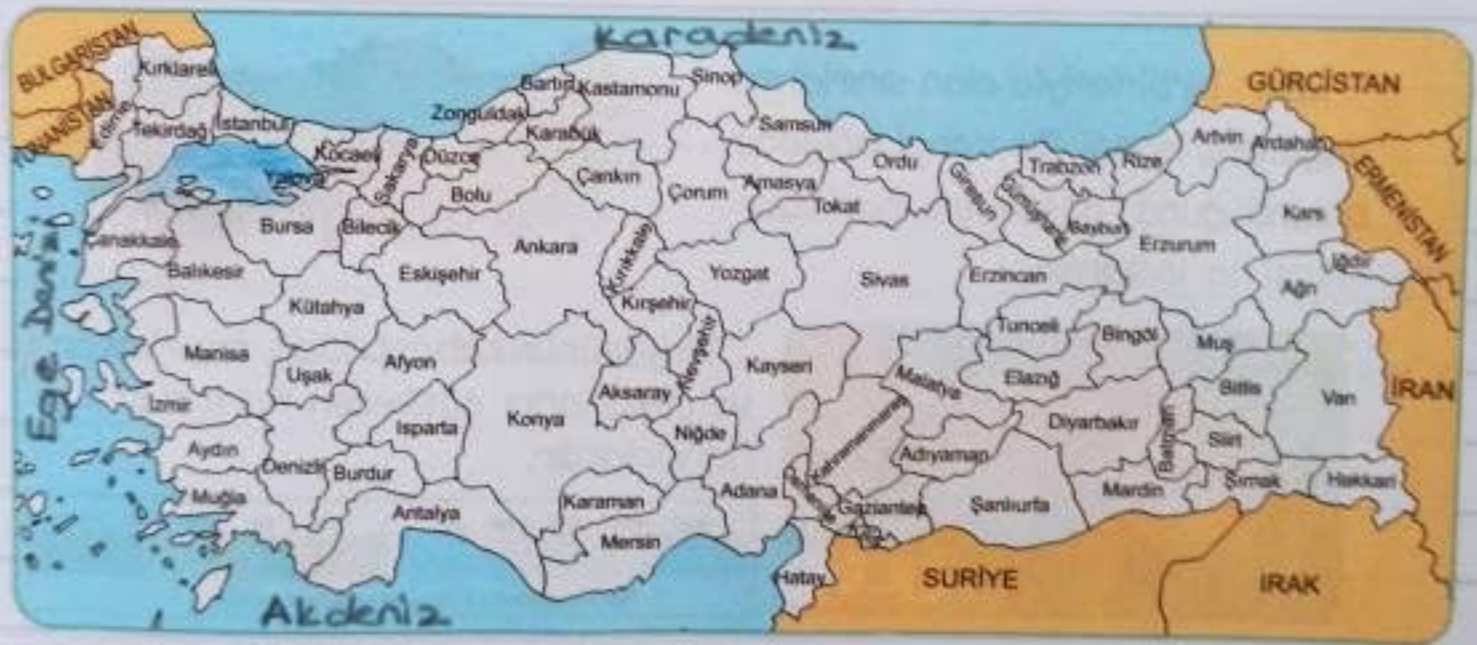 Karadeniz
BULGARİSTAN
Kırklareli
Edirne
Tekirdağ
İstanbul
Kocaeli
Yalova
Sakarya
Düzce
Zonguldak
Bartın
Karabük
Kastamonu
Sinop
Samsun
Ordu
Giresun
Trabzon
Rize
Artvin
Ardahan
GÜRCİSTAN
ERMENİSTAN
Çanakkale
Balıkesir
Bursa
Bilecik
Bolu
Çankırı
Çorum
Amasya
Tokat
Gümüşhane
Bayburt
Erzurum
Kars
Iğdır
Ağrı
Ege Denizi
Kütahya
Eskişehir
Ankara
Kırıkkale
Kırşehir
Yozgat
Sivas
Erzincan
Tunceli
Bingöl
Muş
Manisa
Uşak
Afyon
Aksaray
Nevşehir
Kayseri
Malatya
Elazığ
Bitlis
Van
İRAN
İzmir
Aydın
Denizli
Isparta
Burdur
Konya
Niğde
Kahramanmaraş
Adıyaman
Diyarbakır
Batman
Siirt
Muğla
Antalya
Karaman
Mersin
Adana
Gaziantep
Şanlıurfa
Mardin
Şırnak
Hakkari
Hatay
SURİYE
IRAK
Akdeniz